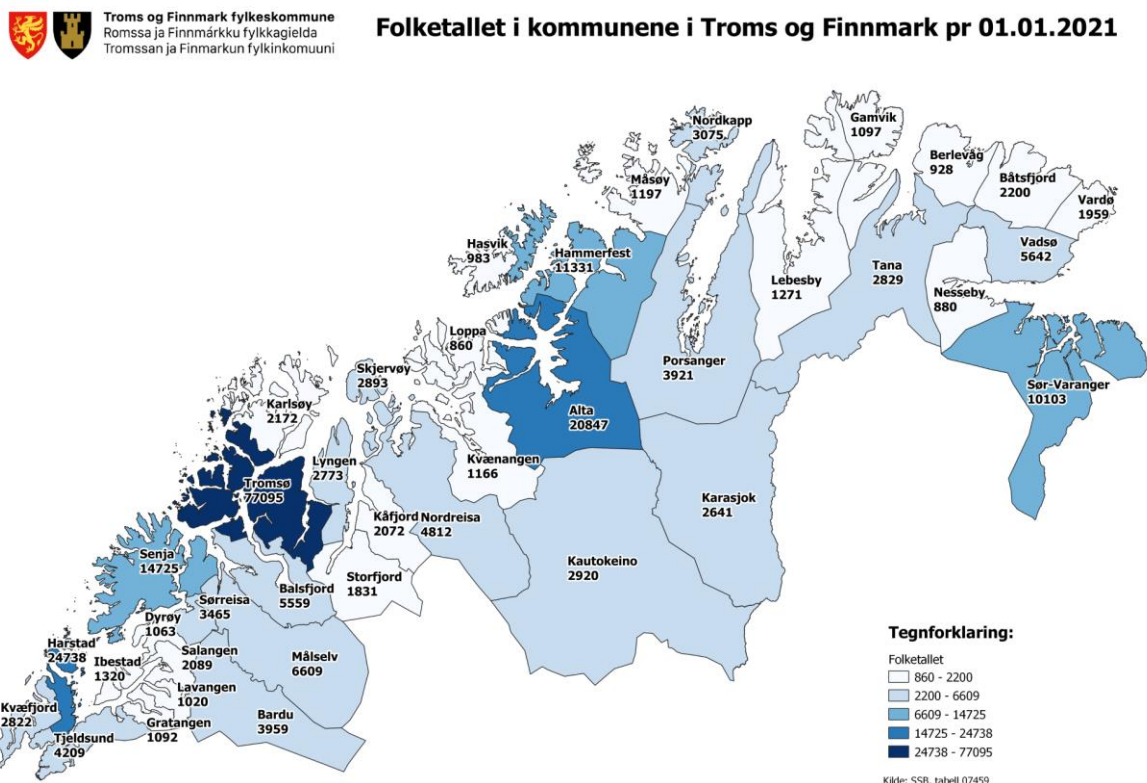 Troms og Finnmark fylkeskommune
Romssa ja Finnmárkku fylkkagielda
Tromssan ja Finmarkun fylkinkomuuni
Folketallet i kommunene i Troms og Finnmark pr 01.01.2021
Nordkapp
3075
Gamvik
1097
Berlevåg
928
Båtsfjord
2200
Vardø
1959
Måsøy
1197
Vadsø
5642
Hasvik
983
Hammerfest
11331
Tana
2829
Lebesby
1271
Nesseby
880
Loppa
860
Porsanger
3921
Skjervøy
2893
Sør-Varanger
10103
Karlsøy
2172
Alta
20847
Kvænangen
1166
Lyngen
2773
Tromsø
77095
Karasjok
2641
Kåfjord
2072
Nordreisa
4812
Kautokeino
2920
Senja
14725
Storfjord
1831
Balsfjord
5559
Sørreisa
3465
Dyrøy
1063
Harstad
24738
Ibestad
1320
Salangen
2089
Målselv
6609
Lavangen
1020
Kvæfjord
2822
Gratangen
1092
Bardu
3959
Tjeldsund
4209
Tegnforklaring:
Folketallet
860 - 2200
2200 - 6609
6609 - 14725
14725 - 24738
24738 - 77095
Kilde: SSB, tabell 07459